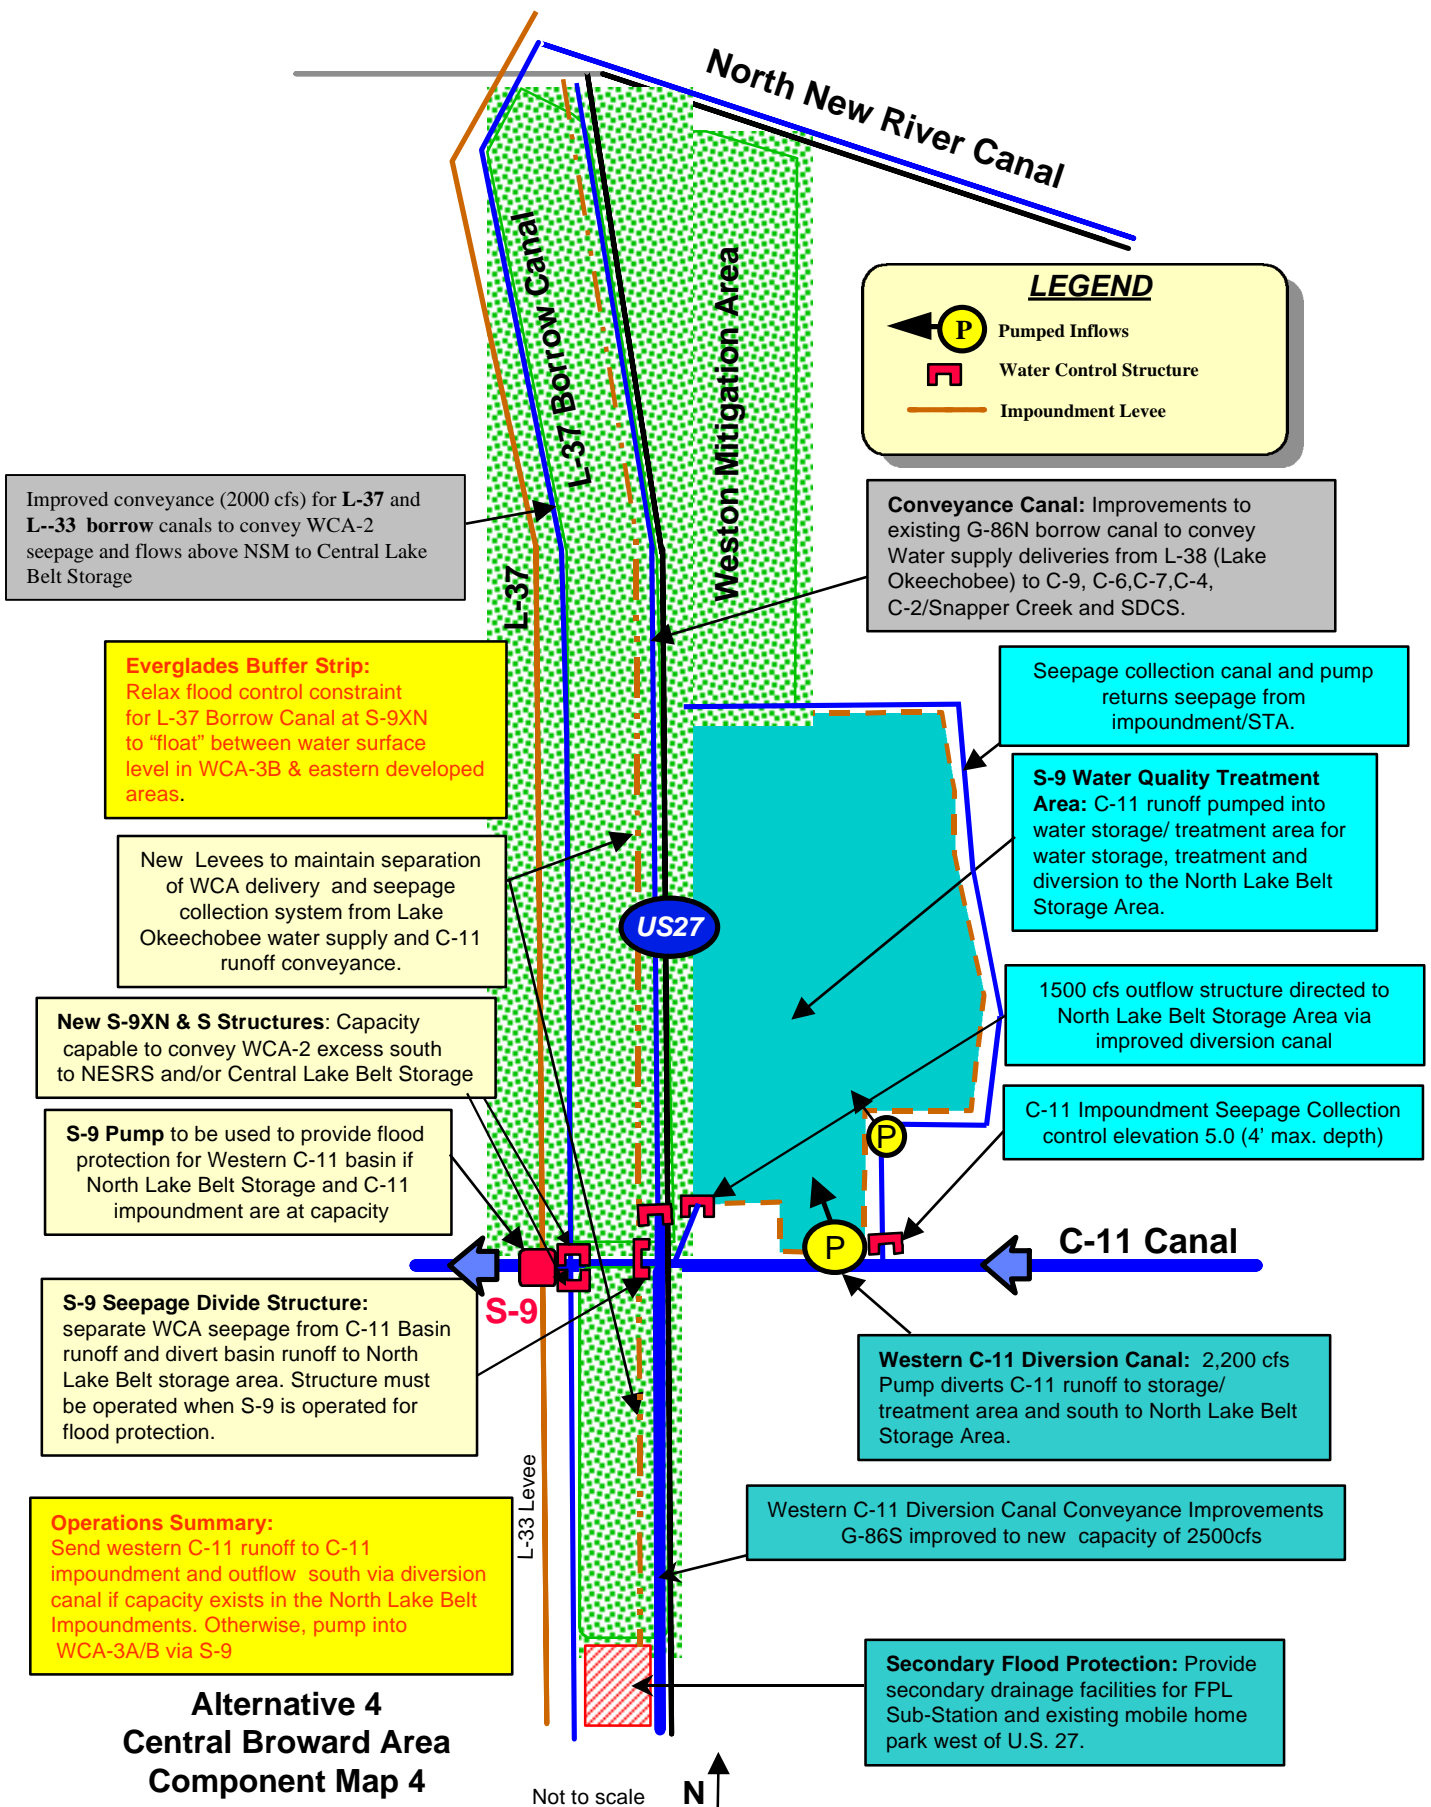 North New River Canal
LEGEND
P
Pumped Inflows
Water Control Structure
Impoundment Levee
L-37 Borrow Canal
Weston Mitigation Area
L-37
Improved conveyance (2000 cfs) for L-37 and
L--33  borrow canals to convey WCA-2
seepage and flows above NSM to Central Lake
Belt Storage
Conveyance Canal: Improvements to
existing G-86N borrow canal to convey
Water supply deliveries from L-38 (Lake
Okeechobee) to C-9, C-6,C-7,C-4,
C-2/Snapper Creek and SDCS.
Everglades Buffer Strip:
Relax flood control constraint
for L-37 Borrow Canal at S-9XN
to “float” between water surface
level in WCA-3B & eastern developed
areas.
Seepage collection canal and pump
returns seepage from
impoundment/STA.
S-9 Water Quality Treatment
Area: C-11 runoff pumped into
water storage/ treatment area for
water storage, treatment and
diversion to the North Lake Belt
Storage Area.
New  Levees to maintain separation
of WCA delivery  and seepage
collection system from Lake
Okeechobee water supply and C-11
runoff conveyance.
US27
New S-9XN & S Structures: Capacity
capable to convey WCA-2 excess south
to NESRS and/or Central Lake Belt Storage
1500 cfs outflow structure directed to
North Lake Belt Storage Area via
improved diversion canal
S-9 Pump to be used to provide flood
protection for Western C-11 basin if
North Lake Belt Storage and C-11
impoundment are at capacity
C-11 Impoundment Seepage Collection
control elevation 5.0 (4’ max. depth)
P
P
C-11 Canal
S-9
S-9 Seepage Divide Structure:
separate WCA seepage from C-11 Basin
runoff and divert basin runoff to North
Lake Belt storage area. Structure must
be operated when S-9 is operated for
flood protection.
Western C-11 Diversion Canal:  2,200 cfs
Pump diverts C-11 runoff to storage/
treatment area and south to North Lake Belt
Storage Area.
L-33 Levee
Operations Summary:
Send western C-11 runoff to C-11
impoundment and outflow  south via diversion
canal if capacity exists in the North Lake Belt
Impoundments. Otherwise, pump into
WCA-3A/B via S-9
Western C-11 Diversion Canal Conveyance Improvements
G-86S improved to new  capacity of 2500cfs
Secondary Flood Protection: Provide
secondary drainage facilities for FPL
Sub-Station and existing mobile home
park west of U.S. 27.
Alternative 4
Central Broward Area
Component Map 4
Not to scale
N